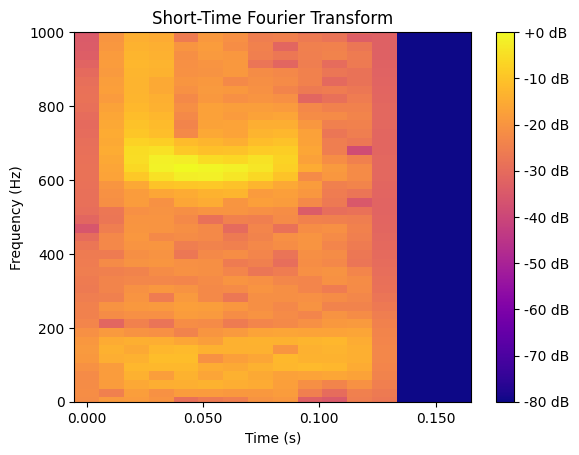 Short-Time Fourier Transform
Frequency (Hz)
1000
800
600
400
200
0
0.000
0.050
0.100
0.150
Time (s)
+0 dB
-10 dB
-20 dB
-30 dB
-40 dB
-50 dB
-60 dB
-70 dB
-80 dB